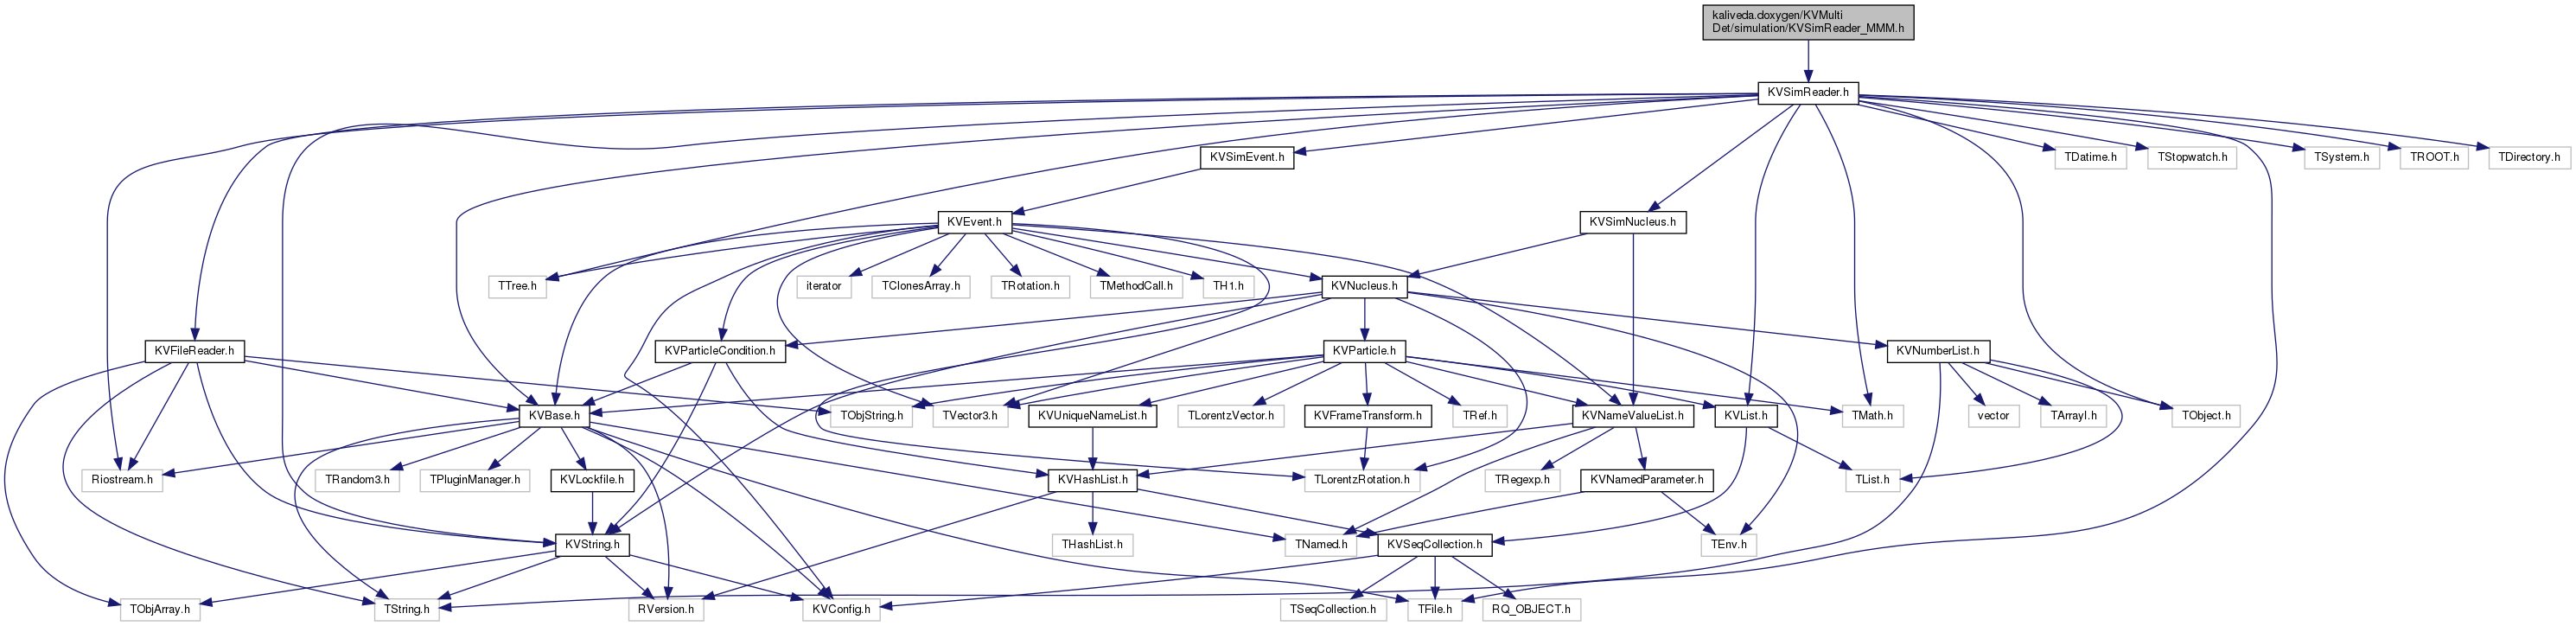 kaliveda.doxygen/KVMulti
Det/simulation/KVSimReader_MMM.h
KVSimReader.h
KVSimEvent.h
TDatime.h
TStopwatch.h
TSystem.h
TROOT.h
TDirectory.h
KVEvent.h
KVSimNucleus.h
TTree.h
iterator
TClonesArray.h
TRotation.h
TMethodCall.h
TH1.h
KVNucleus.h
KVFileReader.h
KVParticleCondition.h
KVParticle.h
KVNumberList.h
KVBase.h
TObjString.h
TVector3.h
KVUniqueNameList.h
TLorentzVector.h
KVFrameTransform.h
TRef.h
KVNameValueList.h
KVList.h
TMath.h
vector
TArrayI.h
TObject.h
Riostream.h
TRandom3.h
TPluginManager.h
KVLockfile.h
KVHashList.h
TLorentzRotation.h
TRegexp.h
KVNamedParameter.h
TList.h
KVString.h
THashList.h
TNamed.h
KVSeqCollection.h
TEnv.h
TObjArray.h
TString.h
RVersion.h
KVConfig.h
TSeqCollection.h
TFile.h
RQ_OBJECT.h